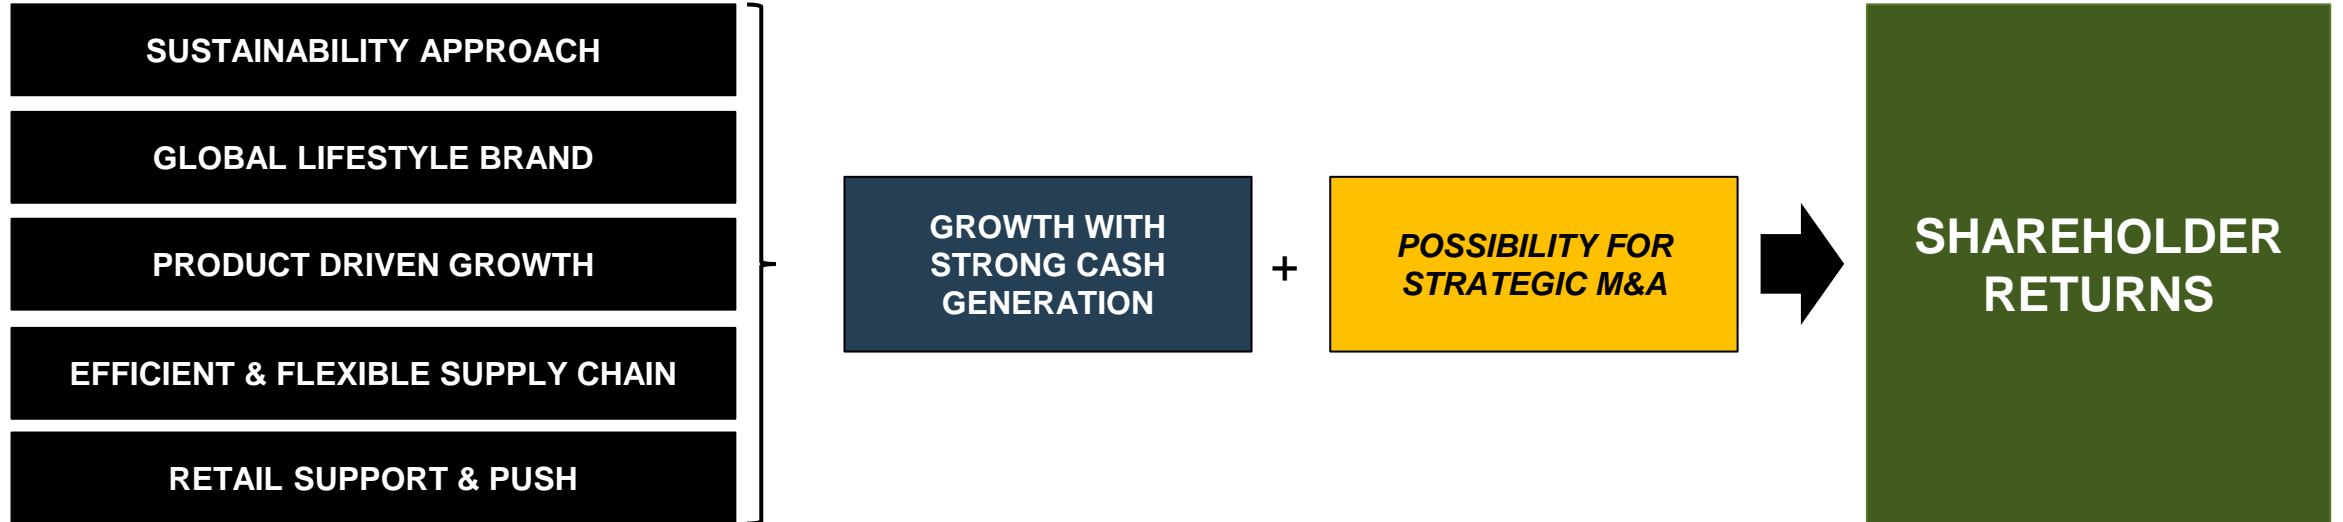 SUSTAINABILITY APPROACH
GLOBAL LIFESTYLE BRAND
PRODUCT DRIVEN GROWTH
EFFICIENT & FLEXIBLE SUPPLY CHAIN
RETAIL SUPPORT & PUSH
GROWTH WITH
STRONG CASH
GENERATION
+
POSSIBILITY FOR
STRATEGIC M&A
SHAREHOLDER
RETURNS